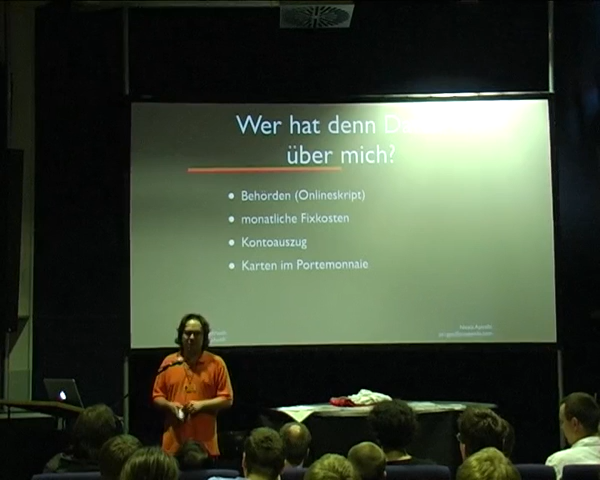 Wer hat denn
über mich?
Behörden (Onlineskript)
monatliche Fixkosten
Kontoauszug
Karten im Portemonnaie